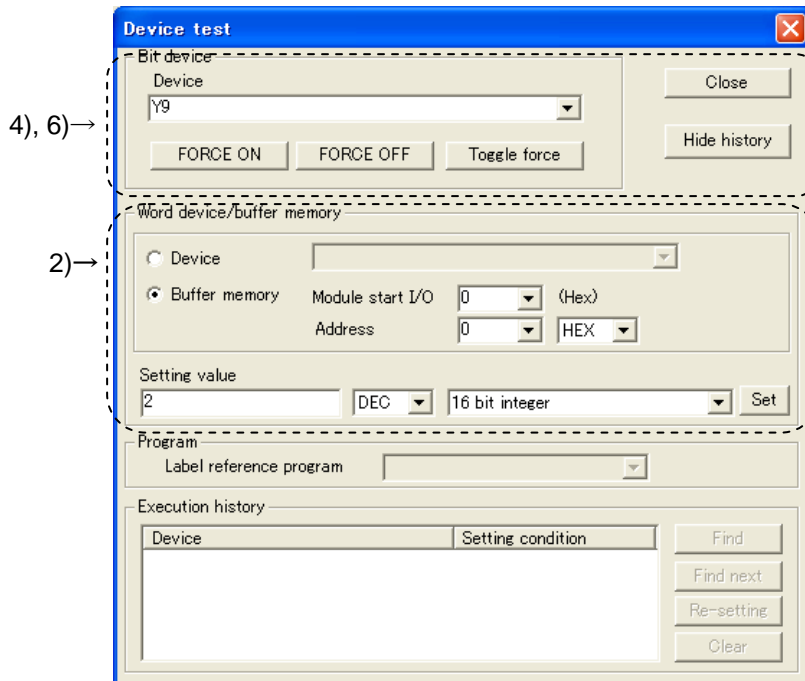 Device test
Bit device
Device
Close
Y9
4), 6)→
FORCE ON FORCE OFF Toggle force
Hide history
Word device/buffer memory
2)→
Device
Buffer memory Module start I/O 0 (Hex)
Address 0 HEX
Setting value
2 DEC 16 bit integer Set
Program
Label reference program
Execution history
Device Setting condition
Find
Find next
Re-setting
Clear